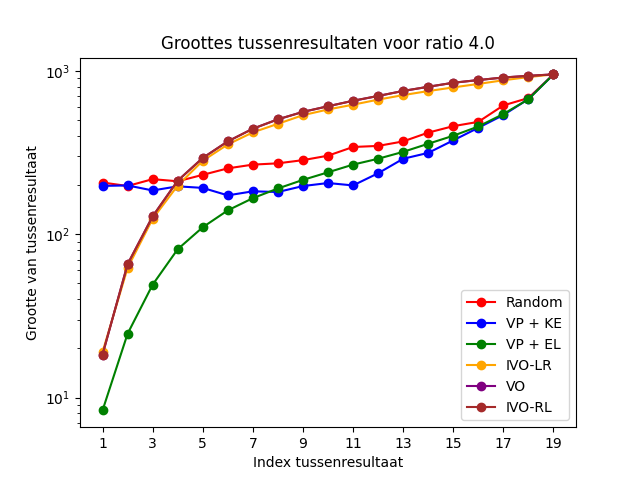 Groottes tussenresultaten voor ratio 4.0
Grootte van tussenresultaat
10³
10²
10¹
1 3 5 7 9 11 13 15 17 19
Index tussenresultaat
Random
VP + KE
VP + EL
IVO-LR
VO
IVO-RL